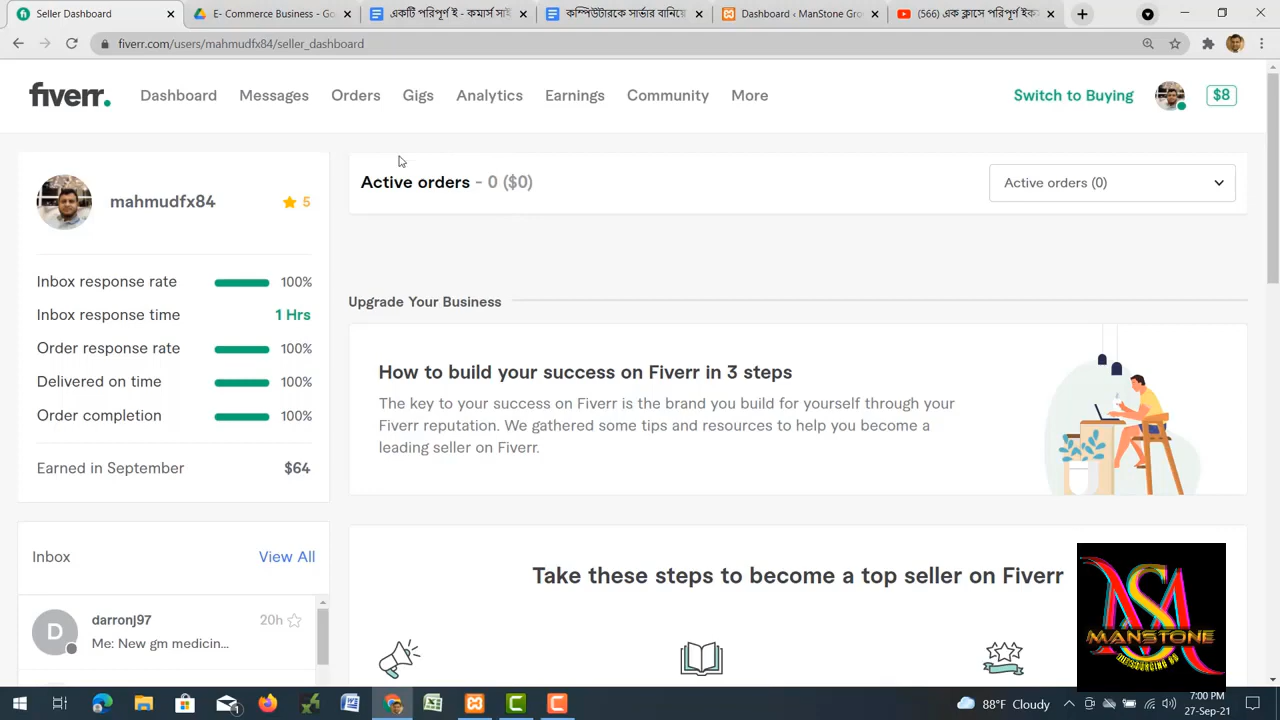 Seller Do
E- Commerce Business - Go
একটি পরিপূর্ণ ই- কমার্স সাই
কম্পিউটারকে সার্ভার বানিয়ে
Dashboard ‹ ManStone Gro
(566) এক ক্লাসে পরিপূর্ণ ইক
fiverr.com/users/mahmudfx84/seller_dashboard
fiverr.
Dashboard
Messages
Orders
Gigs
Analytics
Earnings
Community
More
Switch to Buying
$8
mahmudfx84
5
Inbox response rate 100%
Inbox response time 1 Hrs
Order response rate 100%
Delivered on time 100%
Order completion 100%
Earned in September $64
Inbox View All
D
darronj97 20h
Me: New gm medicin...
Active orders - 0 ($0)
Active orders (0)
Upgrade Your Business
How to build your success on Fiverr in 3 steps
The key to your success on Fiverr is the brand you build for yourself through your
Fiverr reputation. We gathered some tips and resources to help you become a
leading seller on Fiverr.
Take these steps to become a top seller on Fiverr
MANSTONE
OUTSOURCING BD
88°F Cloudy
7:00 PM
27-Sep-21